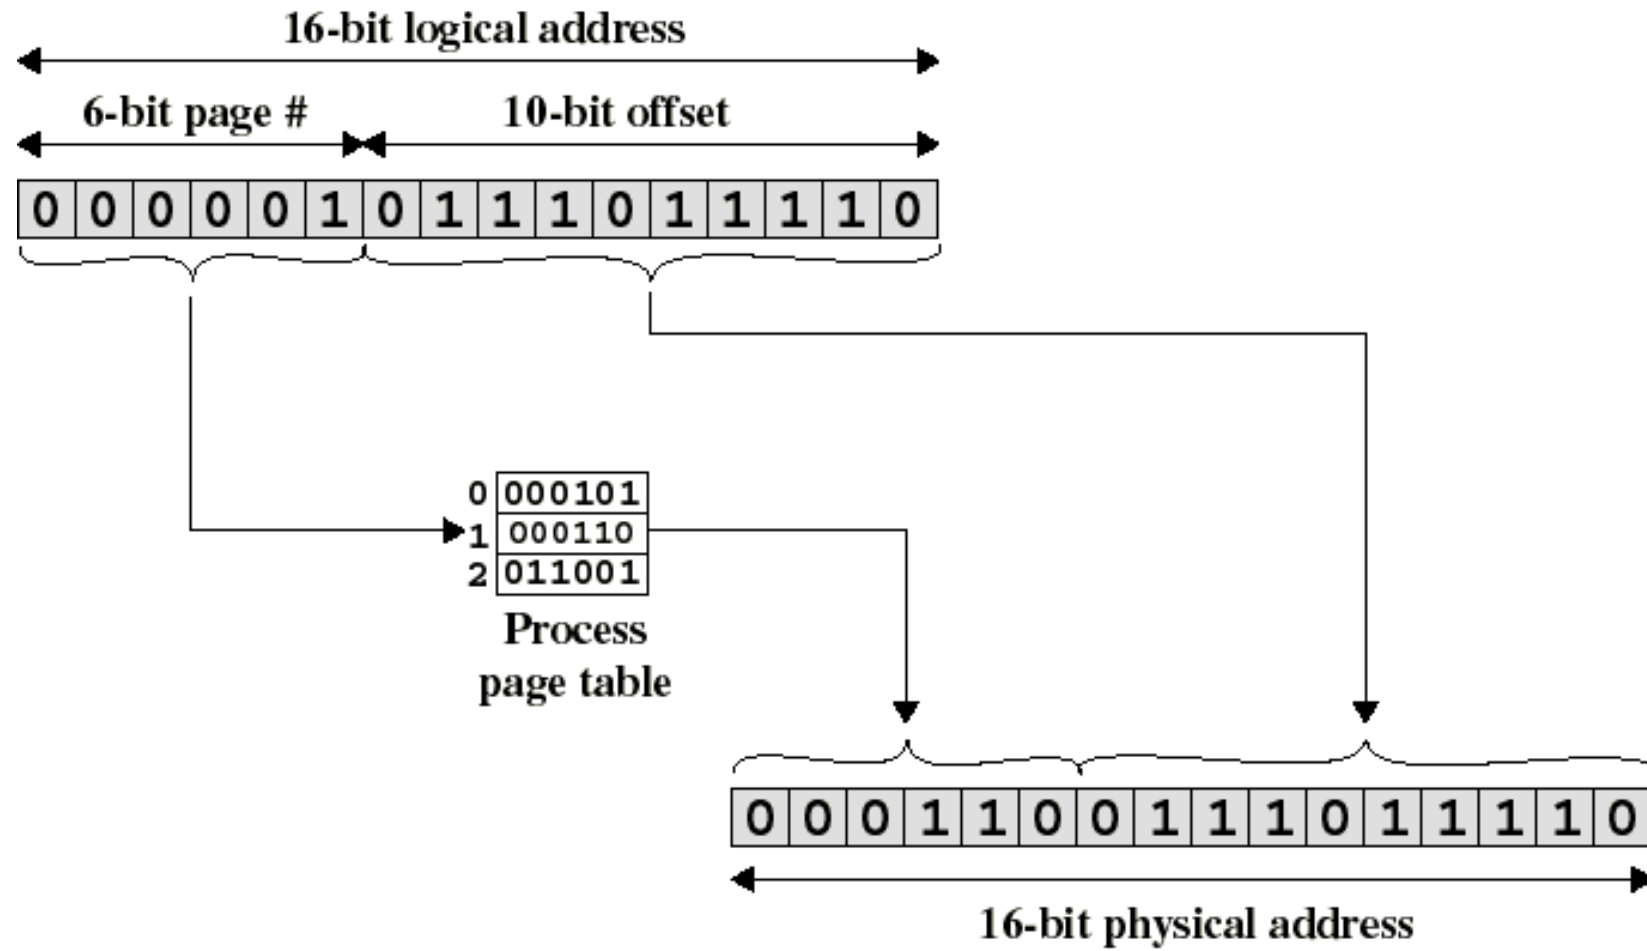 16-bit logical address
6-bit page # 10-bit offset
0 0 0 0 0 1 0 1 1 1 0 1 1 1 1 0
0 000101
1 000110
2 011001
Process
page table
0 0 0 1 1 0 0 1 1 1 0 1 1 1 1 0
16-bit physical address